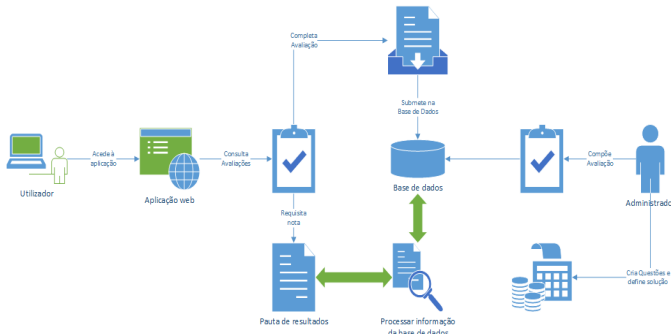 Completa
Avaliação
Submete na
Base de Dados
Acede à
aplicação
Consulta
Avaliações
Compõe
Avaliação
Utilizador
Aplicação web
Base de dados
Administrado
Requisita
nota
Cria Questões e
define solução
Pauta de resultados
Processar informação
da base de dados